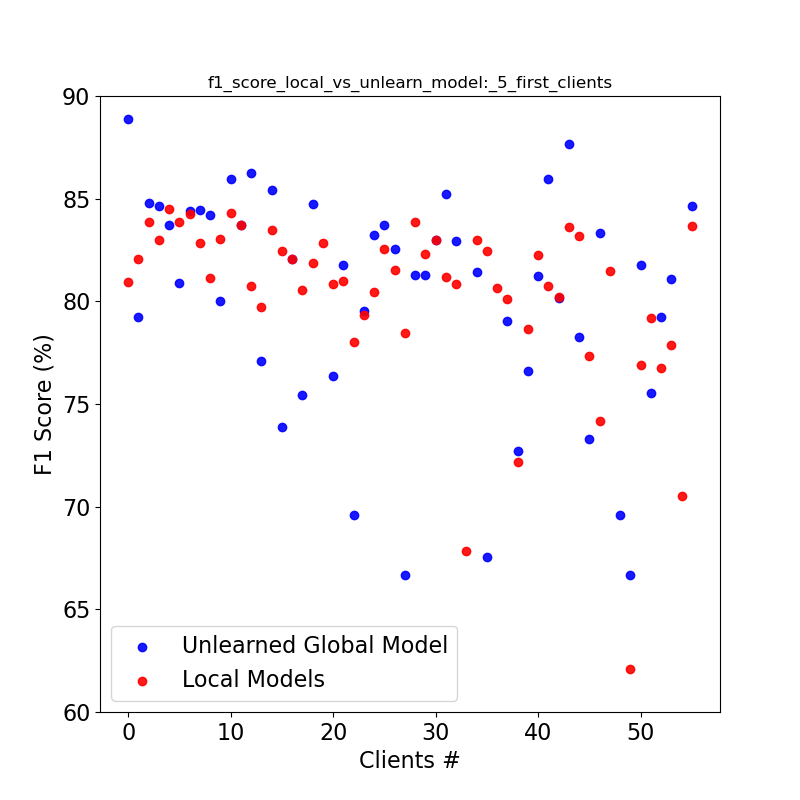 f1_score_local_vs_unlearn_model:_5_first_clients
90
85
80
75
70
65
60
F1 Score (%)
Unlearned Global Model
Local Models
0 10 20 30 40 50
Clients #